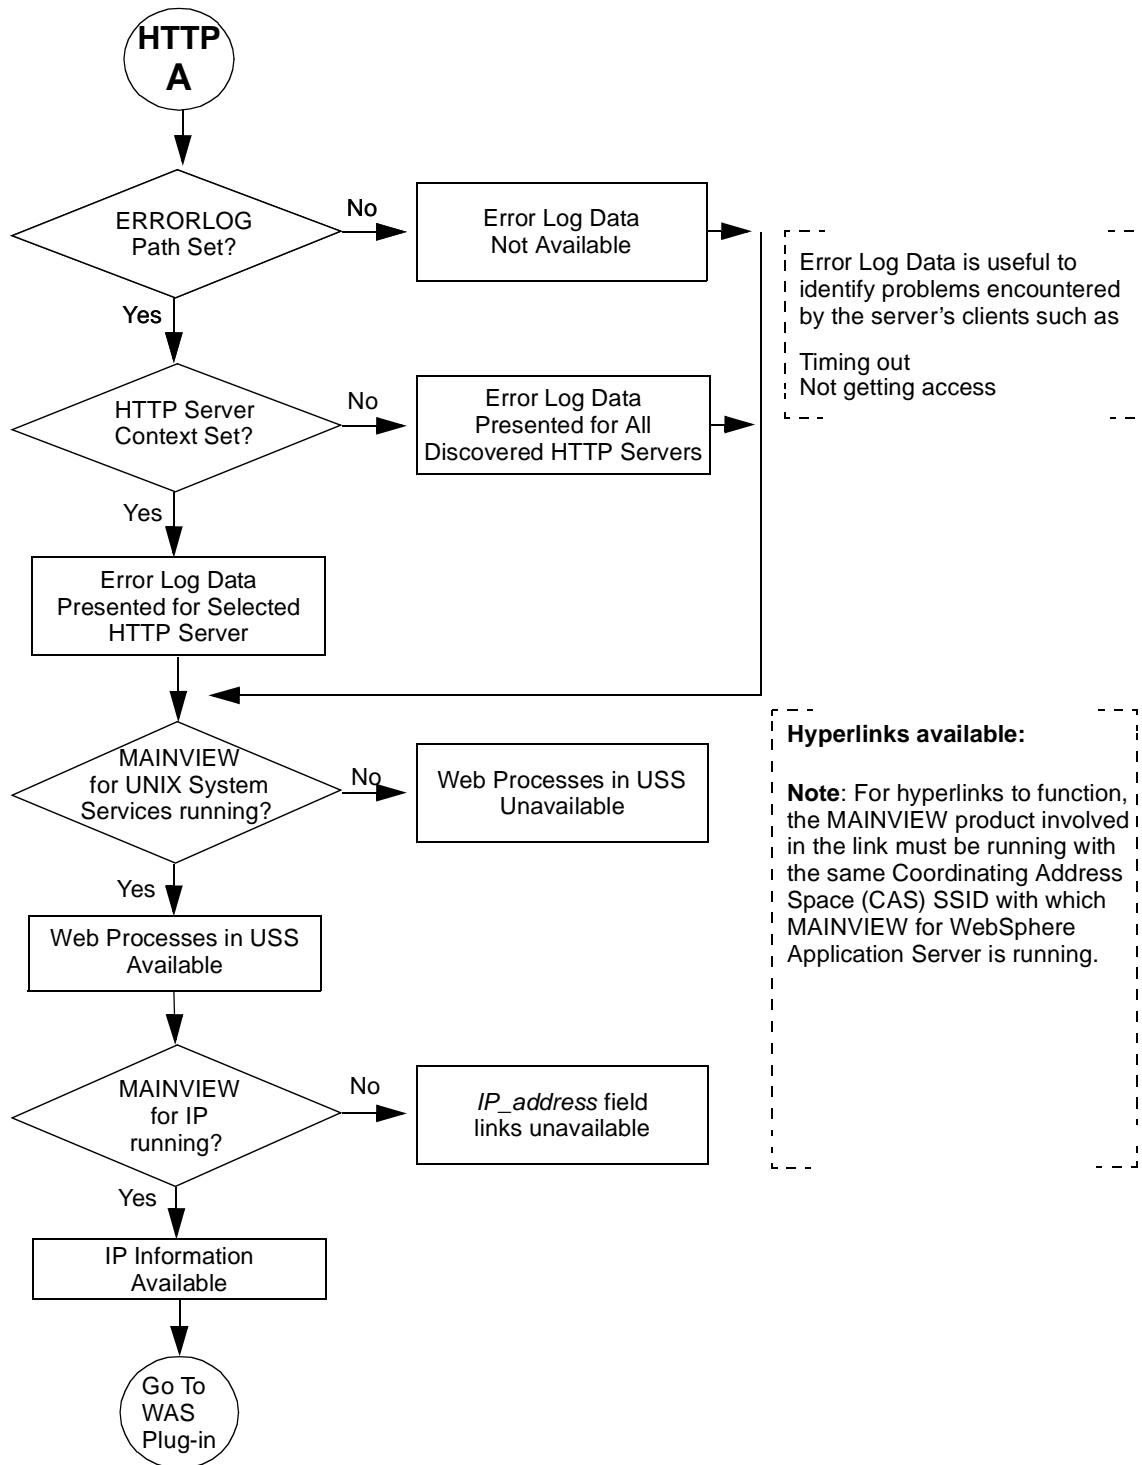 HTTP
A
ERRORLOG
Path Set?
No
Error Log Data
Not Available
Error Log Data is useful to
identify problems encountered
by the server's clients such as
Timing out
Not getting access
Yes
HTTP Server
Context Set?
No
Error Log Data
Presented for All
Discovered HTTP Servers
Yes
Error Log Data
Presented for Selected
HTTP Server
MAINVIEW
for UNIX System
Services running?
No
Web Processes in USS
Unavailable
Hyperlinks available:
Note: For hyperlinks to function,
the MAINVIEW product involved
in the link must be running with
the same Coordinating Address
Space (CAS) SSID with which
MAINVIEW for WebSphere
Application Server is running.
Yes
Web Processes in USS
Available
MAINVIEW
for IP
running?
No
IP_address field
links unavailable
Yes
IP Information
Available
Go To
WAS
Plug-in